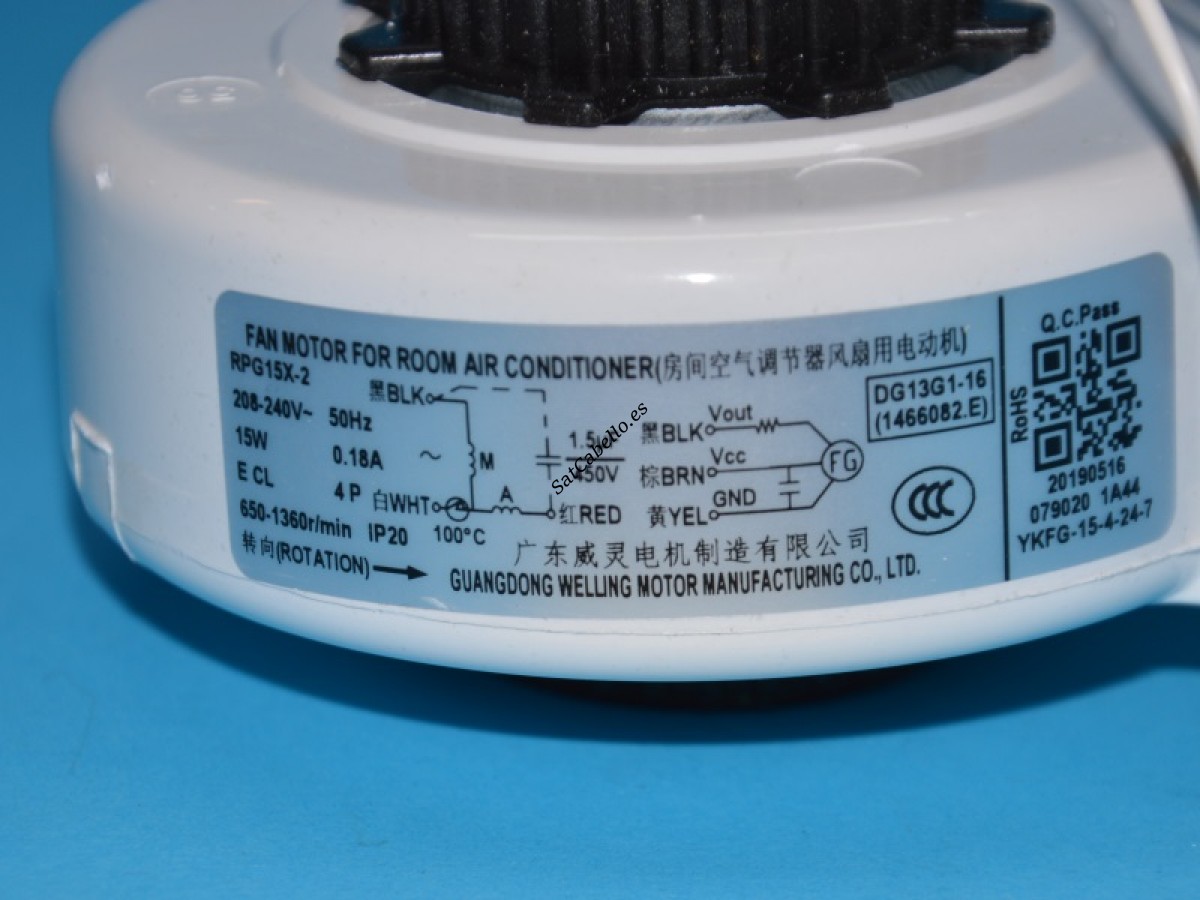 FAN MOTOR FOR ROOM AIR CONDITIONER(房间空气调节器风扇用电动机)
RPG15X-2
208-240V~ 50Hz
15W 0.18A
E CL 4 P
650-1360r/min IP20
转向(ROTATION)
黑BLK
~
M
白WHT
A
100°C
红RED
450V
SatCabello.es
黑BLK Vout
棕BRN Vcc
黄YEL GND
FG
DG13G1-16
(1466082.E)
CCC
广东威灵电机制造有限公司
GUANGDONG WELLING MOTOR MANUFACTURING CO., LTD.
Q.C.Pass
RoHS
20190516
079020 1A44
YKFG-15-4-24-7